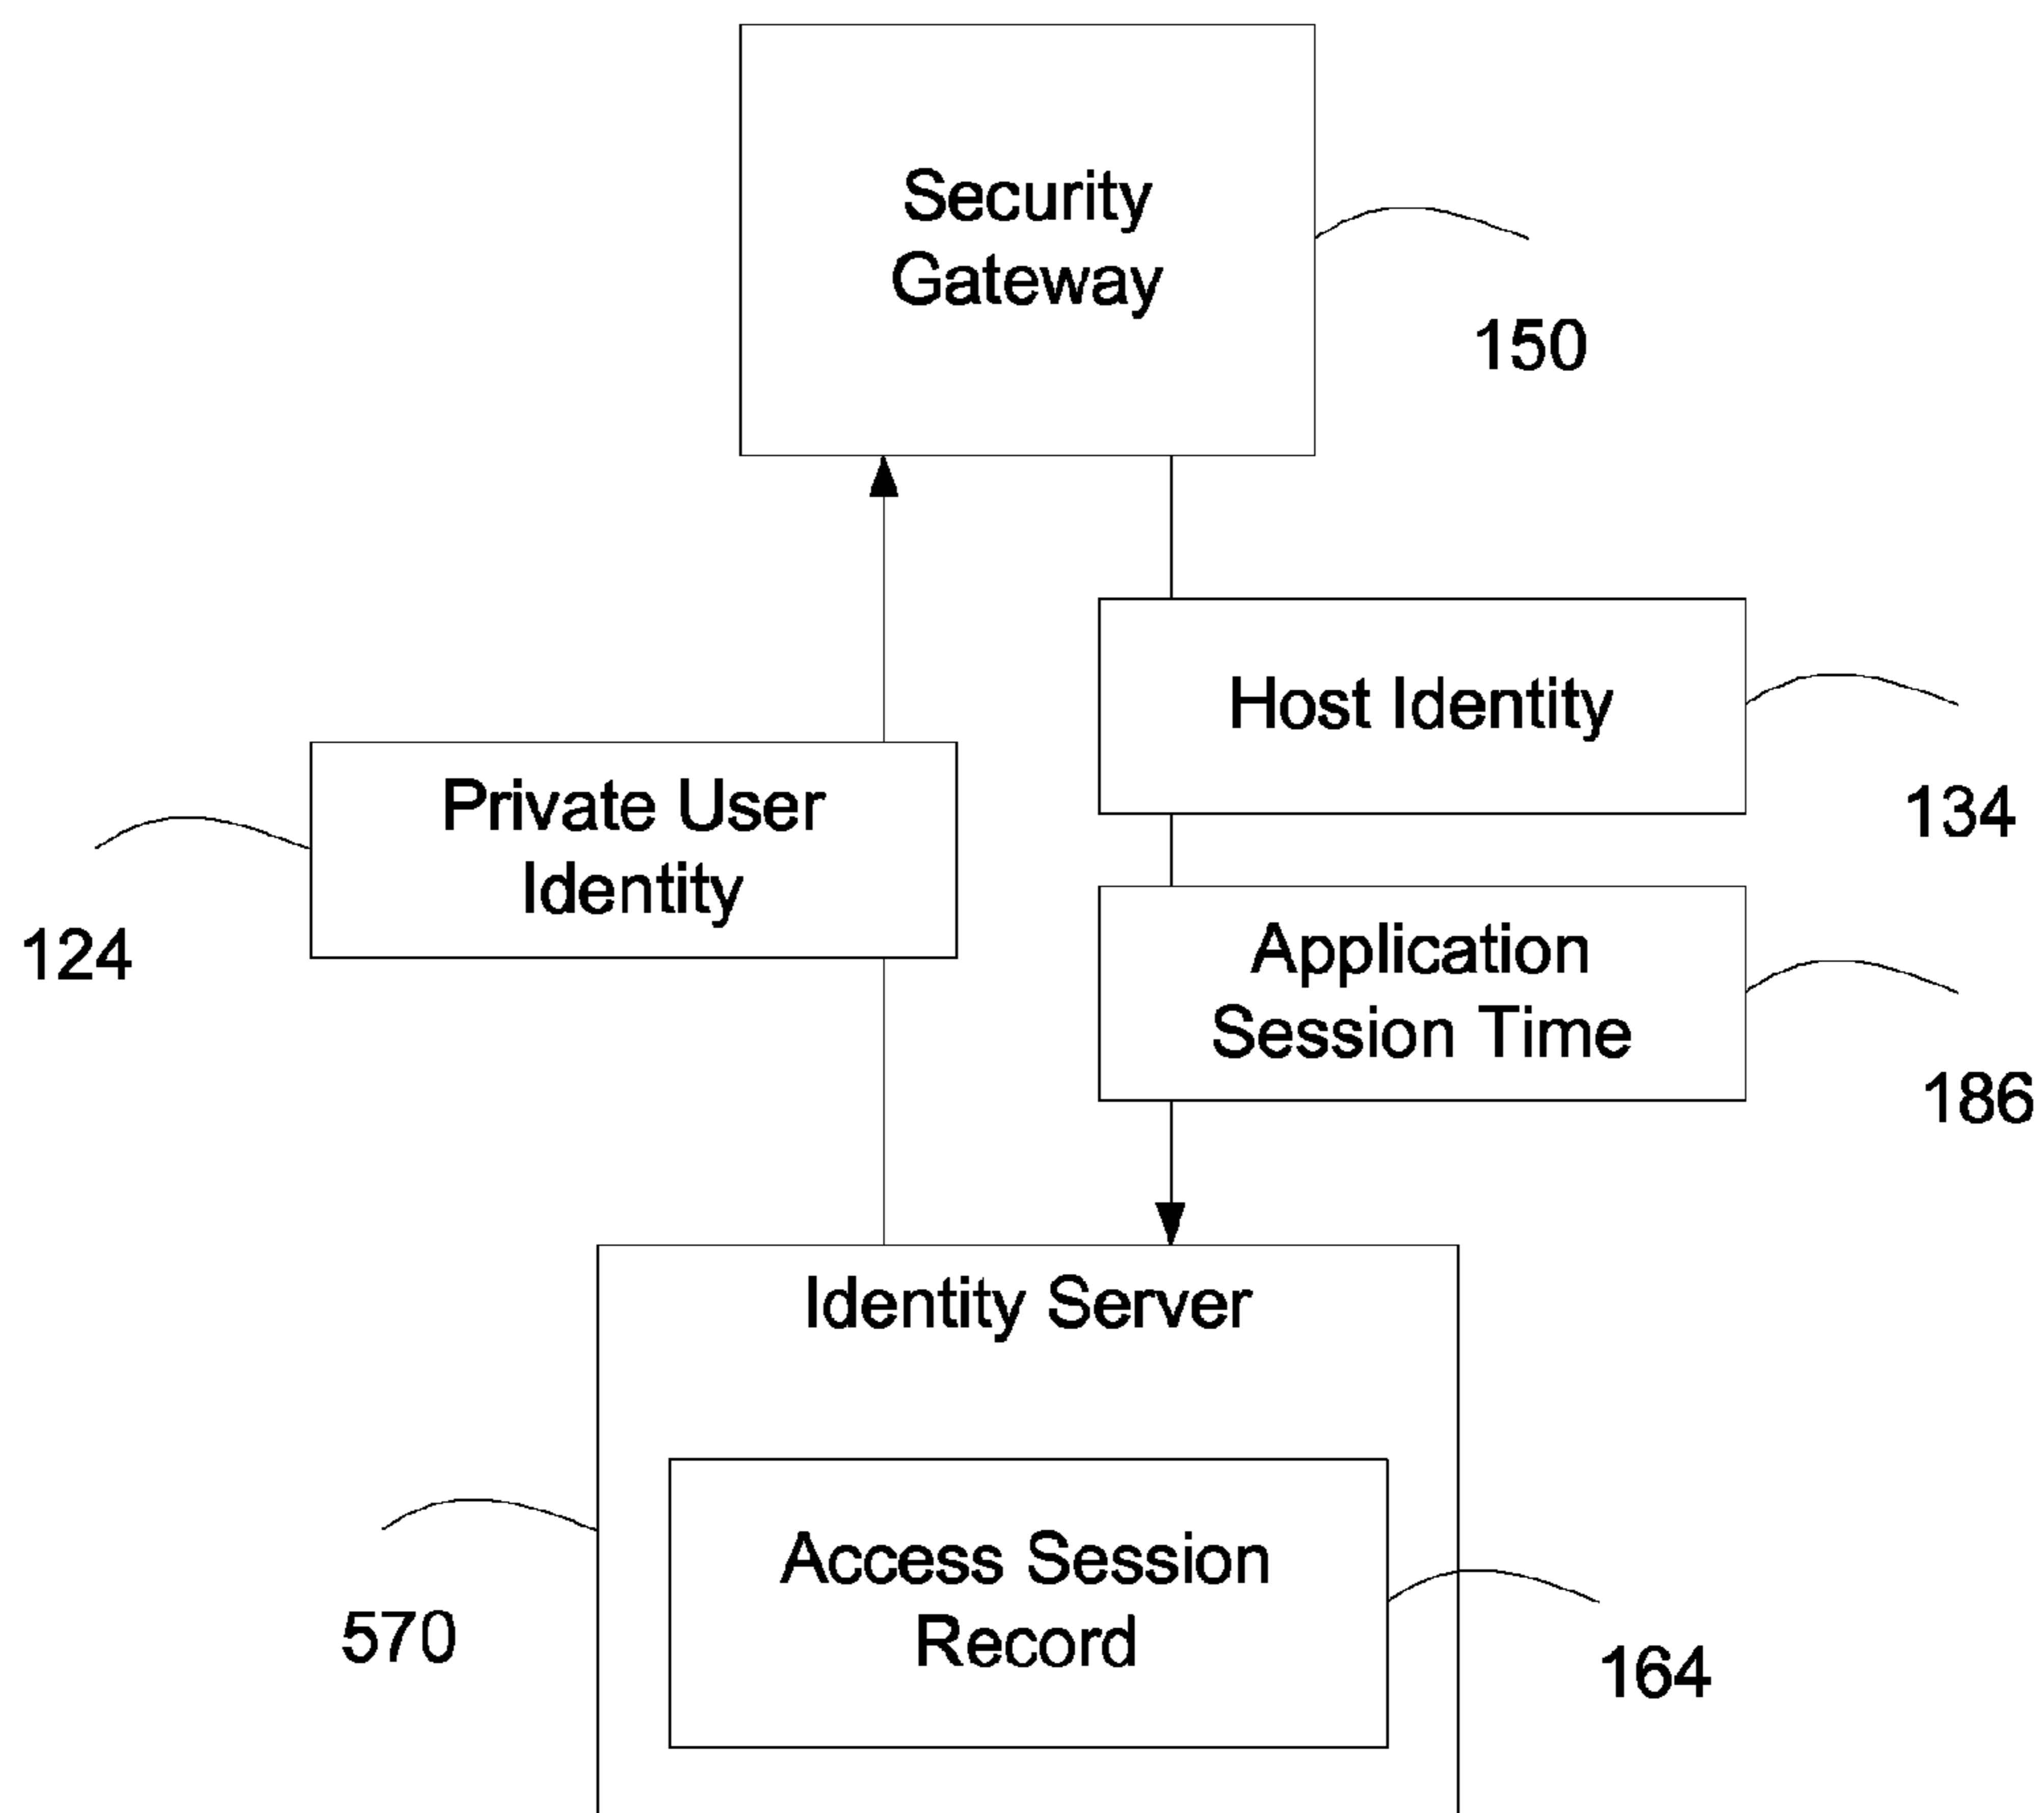 Security
Gateway
150
Host Identity
134
Private User
Identity
124
Application
Session Time
186
Identity Server
Access Session
Record
570
164